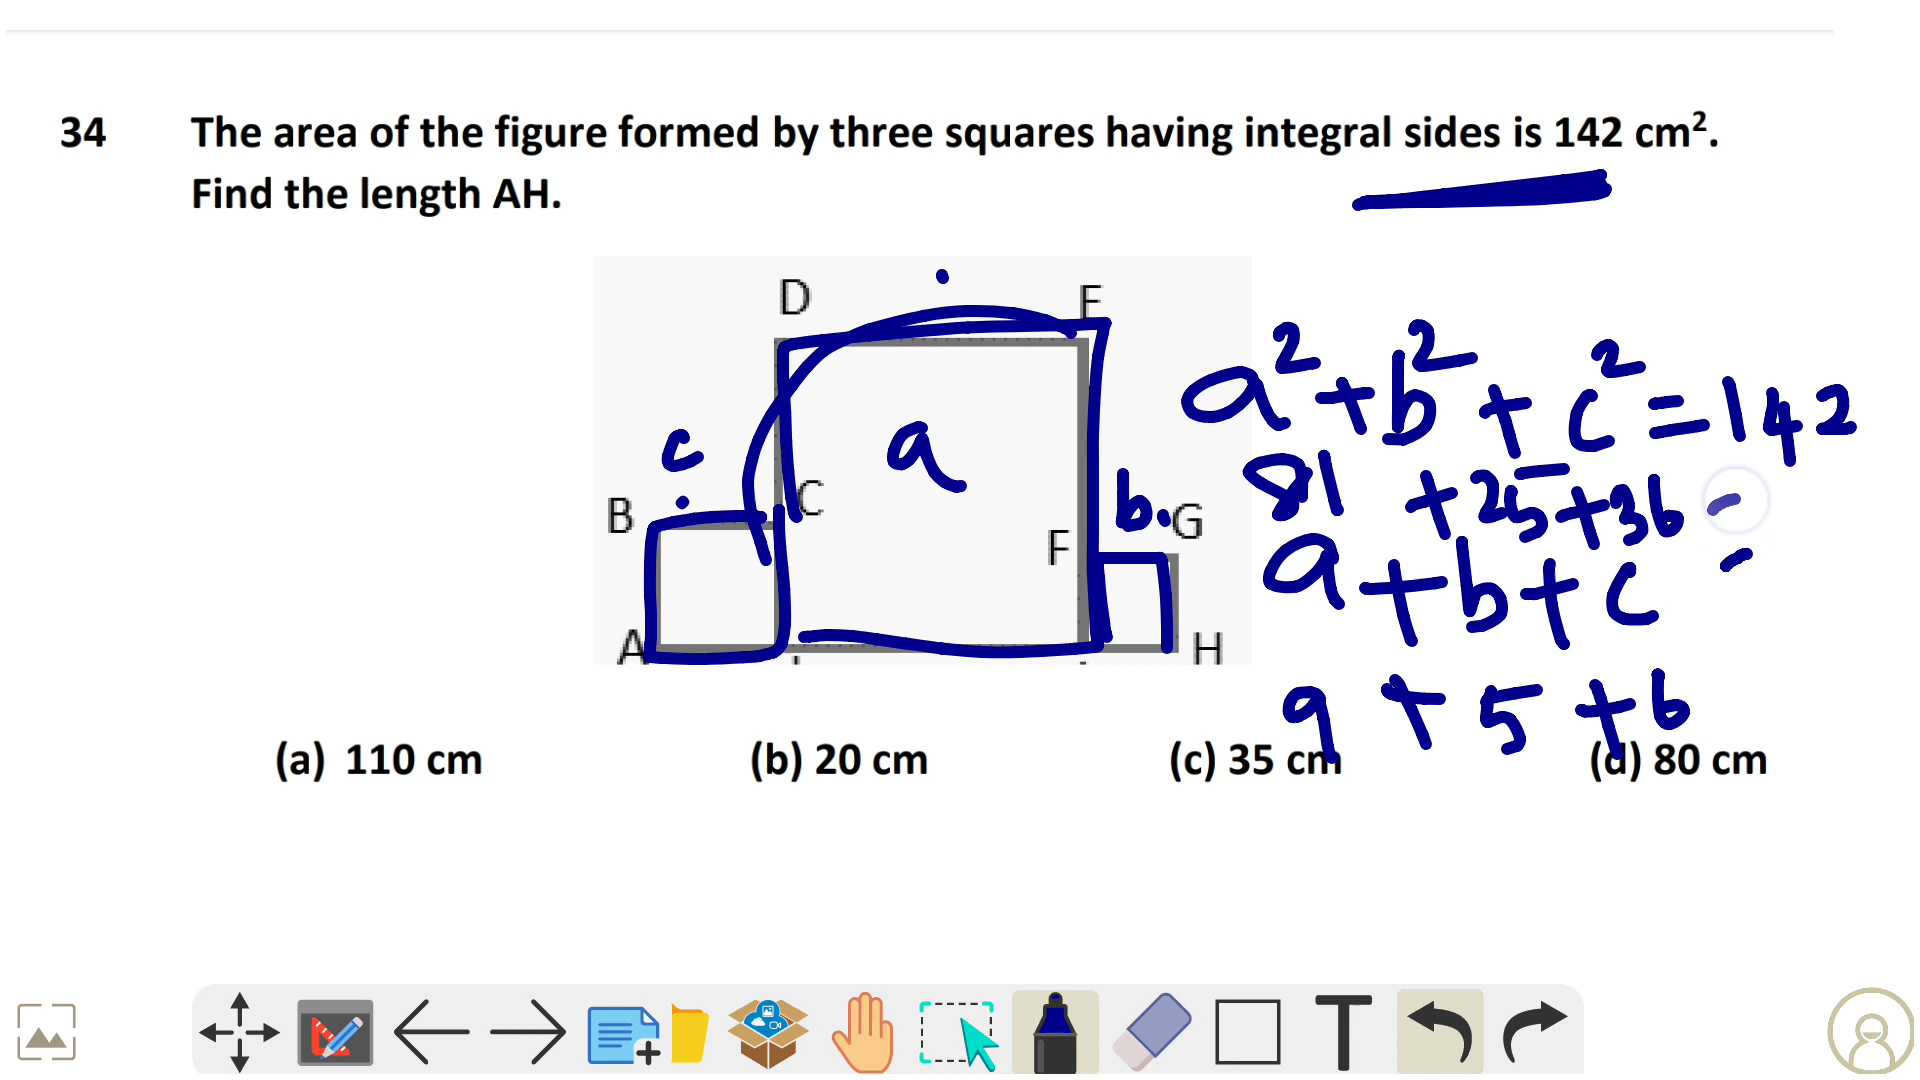 34 The area of the figure formed by three squares having integral sides is 142 cm².
Find the length AH.
D E
a² + b² + c² = 142
c a
B C b G
81 + 25 + 36 =
F
a + b + c =
A H
9 + 5 + 6
(a) 110 cm (b) 20 cm (c) 35 cm (d) 80 cm
T